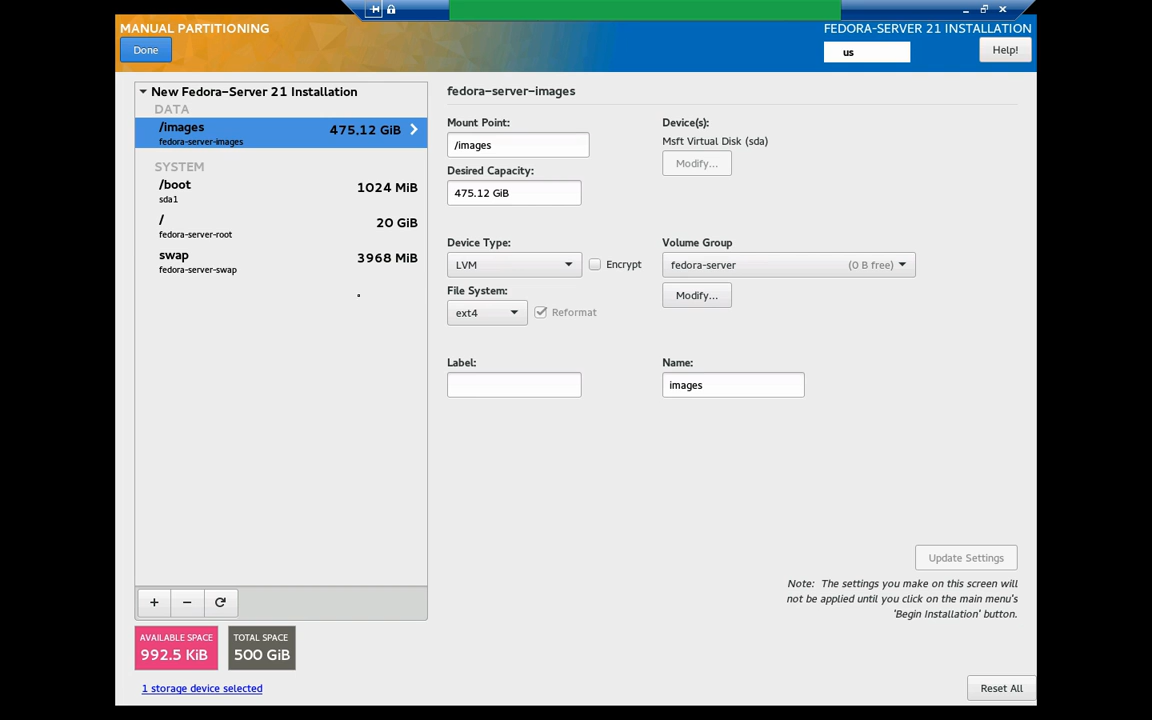 MANUAL PARTITIONING
FEDORA-SERVER 21 INSTALLATION
Done
us
Help!
New Fedora-Server 21 Installation
DATA
/images
475.12 GiB
fedora-server-images
SYSTEM
/boot
1024 MiB
sda1
/
20 GiB
fedora-server-root
swap
3968 MiB
fedora-server-swap
fedora-server-images
Mount Point:
/images
Device(s):
Msft Virtual Disk (sda)
Modify...
Desired Capacity:
475.12 GiB
Device Type:
LVM
Encrypt
Volume Group
fedora-server (0 B free)
Modify...
File System:
ext4
Reformat
Label:
Name:
images
Update Settings
Note: The settings you make on this screen will
not be applied until you click on the main menu's
'Begin Installation' button.
+ −
AVAILABLE SPACE
992.5 KiB
TOTAL SPACE
500 GiB
1 storage device selected
Reset All